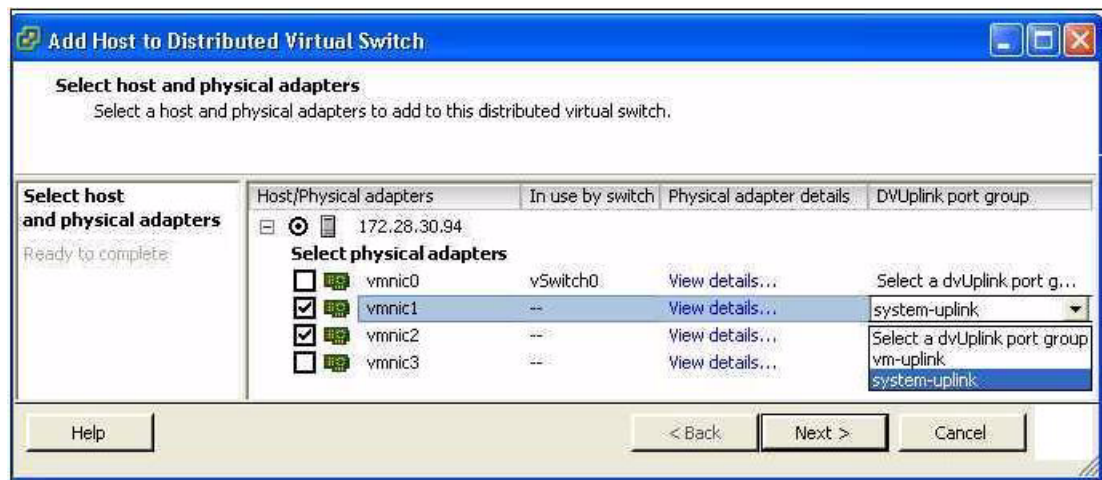 Add Host to Distributed Virtual Switch
Select host and physical adapters
Select a host and physical adapters to add to this distributed virtual switch.
Select host
and physical adapters
Ready to complete
Host/Physical adapters In use by switch Physical adapter details DVUplink port group
172.28.30.94
Select physical adapters
vmnic0 vSwitch0 View details... Select a dvUplink port g...
vmnic1 -- View details... system-uplink
vmnic2 -- View details... Select a dvUplink port group
vmnic3 -- View details... vm-uplink
system-uplink
Help < Back Next > Cancel